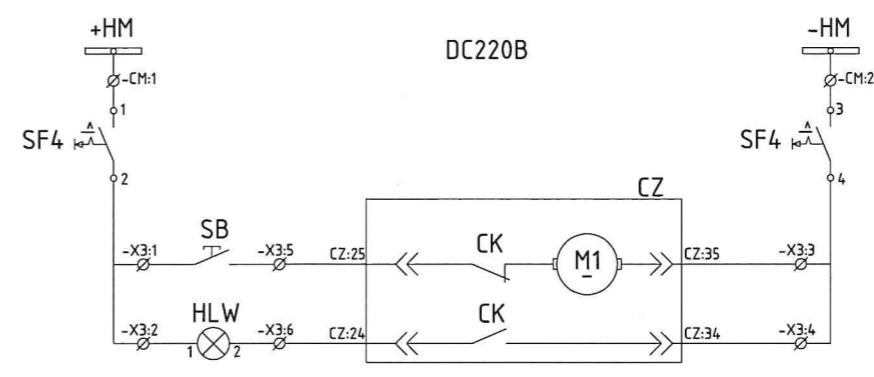 +HM
DC220В
-HM
-CM:1
-CM:2
1
3
SF4
SF4
2
4
CZ
SB
-X3:1
-X3:5
CZ:25
CK
M1
CZ:35
-X3:3
HLW
CK
-X3:2
1
2
-X3:6
CZ:24
CZ:34
-X3:4